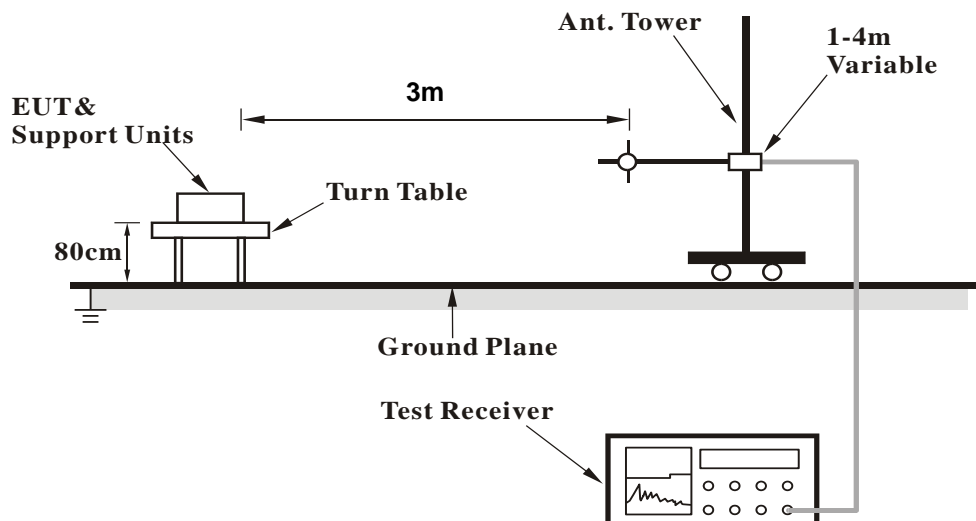 Ant. Tower
1-4m
Variable
3m
EUT&
Support Units
Turn Table
80cm
Ground Plane
Test Receiver